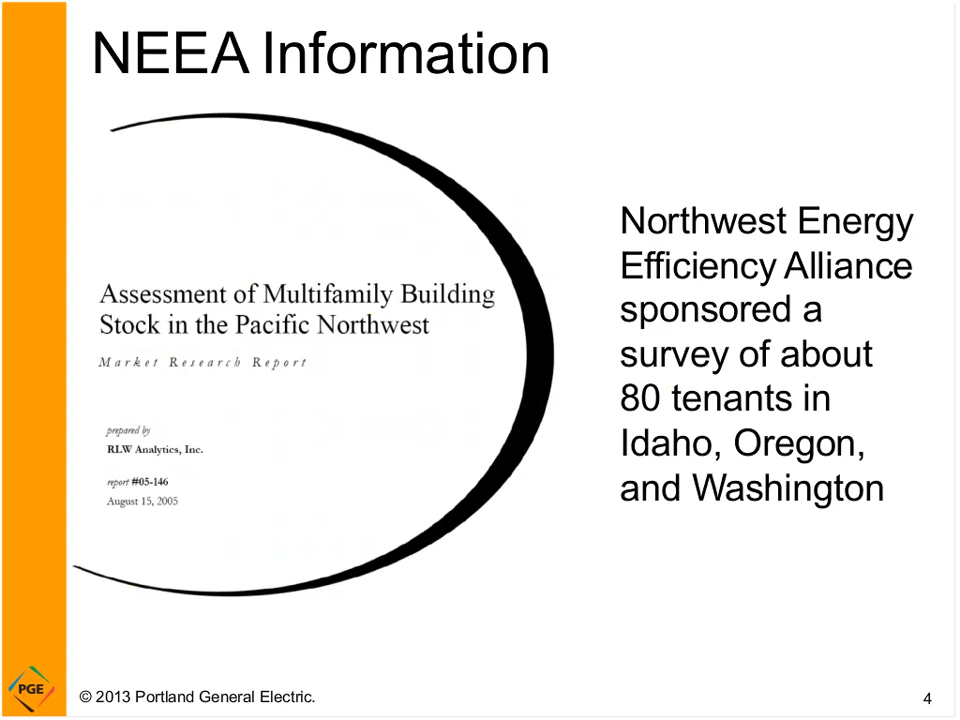 NEEA Information
Assessment of Multifamily Building
Stock in the Pacific Northwest
Market Research Report
prepared by
RLW Analytics, Inc.
report #05-146
August 15, 2005
Northwest Energy
Efficiency Alliance
sponsored a
survey of about
80 tenants in
Idaho, Oregon,
and Washington
PGE
© 2013 Portland General Electric.
4